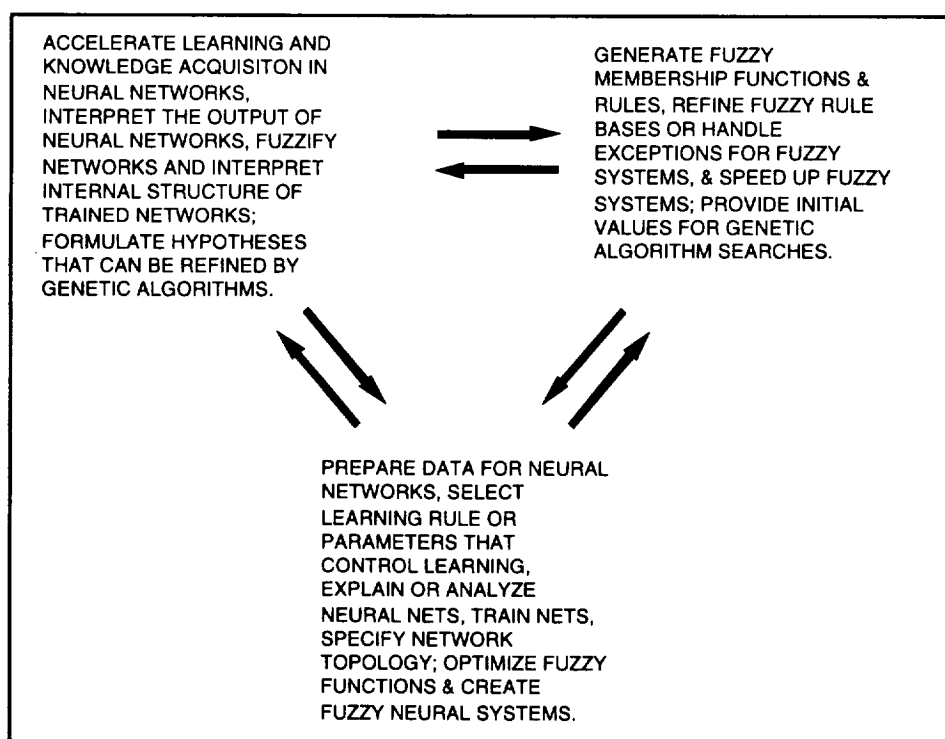 ACCELERATE LEARNING AND
KNOWLEDGE ACQUISITON IN
NEURAL NETWORKS,
INTERPRET THE OUTPUT OF
NEURAL NETWORKS, FUZZIFY
NETWORKS AND INTERPRET
INTERNAL STRUCTURE OF
TRAINED NETWORKS;
FORMULATE HYPOTHESES
THAT CAN BE REFINED BY
GENETIC ALGORITHMS.
GENERATE FUZZY
MEMBERSHIP FUNCTIONS &
RULES, REFINE FUZZY RULE
BASES OR HANDLE
EXCEPTIONS FOR FUZZY
SYSTEMS, & SPEED UP FUZZY
SYSTEMS; PROVIDE INITIAL
VALUES FOR GENETIC
ALGORITHM SEARCHES.
PREPARE DATA FOR NEURAL
NETWORKS, SELECT
LEARNING RULE OR
PARAMETERS THAT
CONTROL LEARNING,
EXPLAIN OR ANALYZE
NEURAL NETS, TRAIN NETS,
SPECIFY NETWORK
TOPOLOGY; OPTIMIZE FUZZY
FUNCTIONS & CREATE
FUZZY NEURAL SYSTEMS.